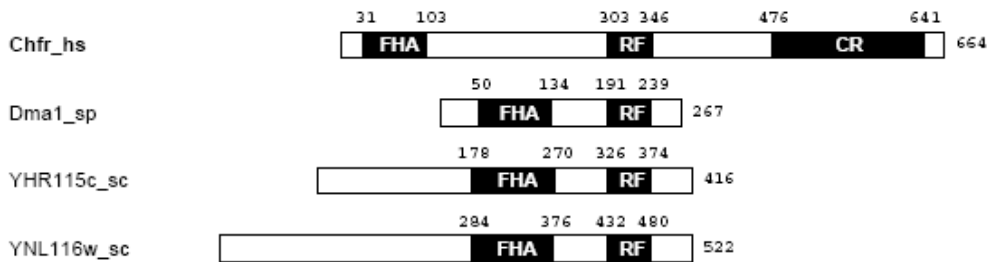 31 103 303 346 476 641
Chfr_hs FHA RF CR 664
50 134 191 239
Dma1_sp FHA RF 267
178 270 326 374
YHR115c_sc FHA RF 416
284 376 432 480
YNL116w_sc FHA RF 522